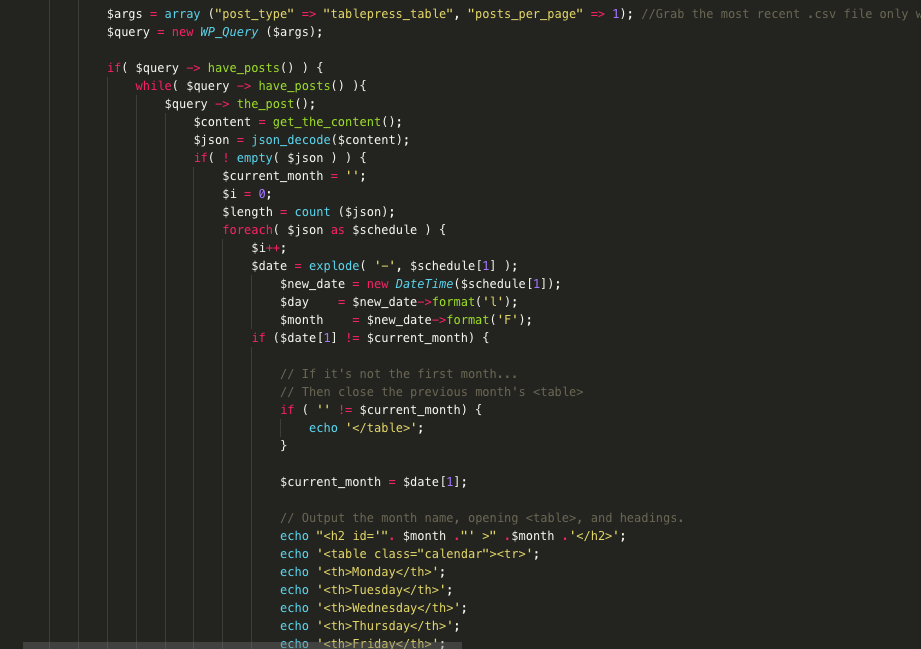 $args = array ("post_type" => "tablepress_table", "posts_per_page" => 1); //Grab the most recent .csv file only
$query = new WP_Query ($args);
if( $query -> have_posts() ) {
while( $query -> have_posts() ){
$query -> the_post();
$content = get_the_content();
$json = json_decode($content);
if( ! empty( $json ) ) {
$current_month = '';
$i = 0;
$length = count ($json);
foreach( $json as $schedule ) {
$i++;
$date = explode( '-', $schedule[1] );
$new_date = new DateTime($schedule[1]);
$day    = $new_date->format('l');
$month    = $new_date->format('F');
if ($date[1] != $current_month) {
// If it's not the first month...
// Then close the previous month's <table>
if ( '' != $current_month) {
echo '</table>';
}
$current_month = $date[1];
// Output the month name, opening <table>, and headings.
echo "<h2 id='". $month ."' >" .$month .'</h2>';
echo '<table class="calendar"><tr>';
echo '<th>Monday</th>';
echo '<th>Tuesday</th>';
echo '<th>Wednesday</th>';
echo '<th>Thursday</th>';
echo '<th>Friday</th>';